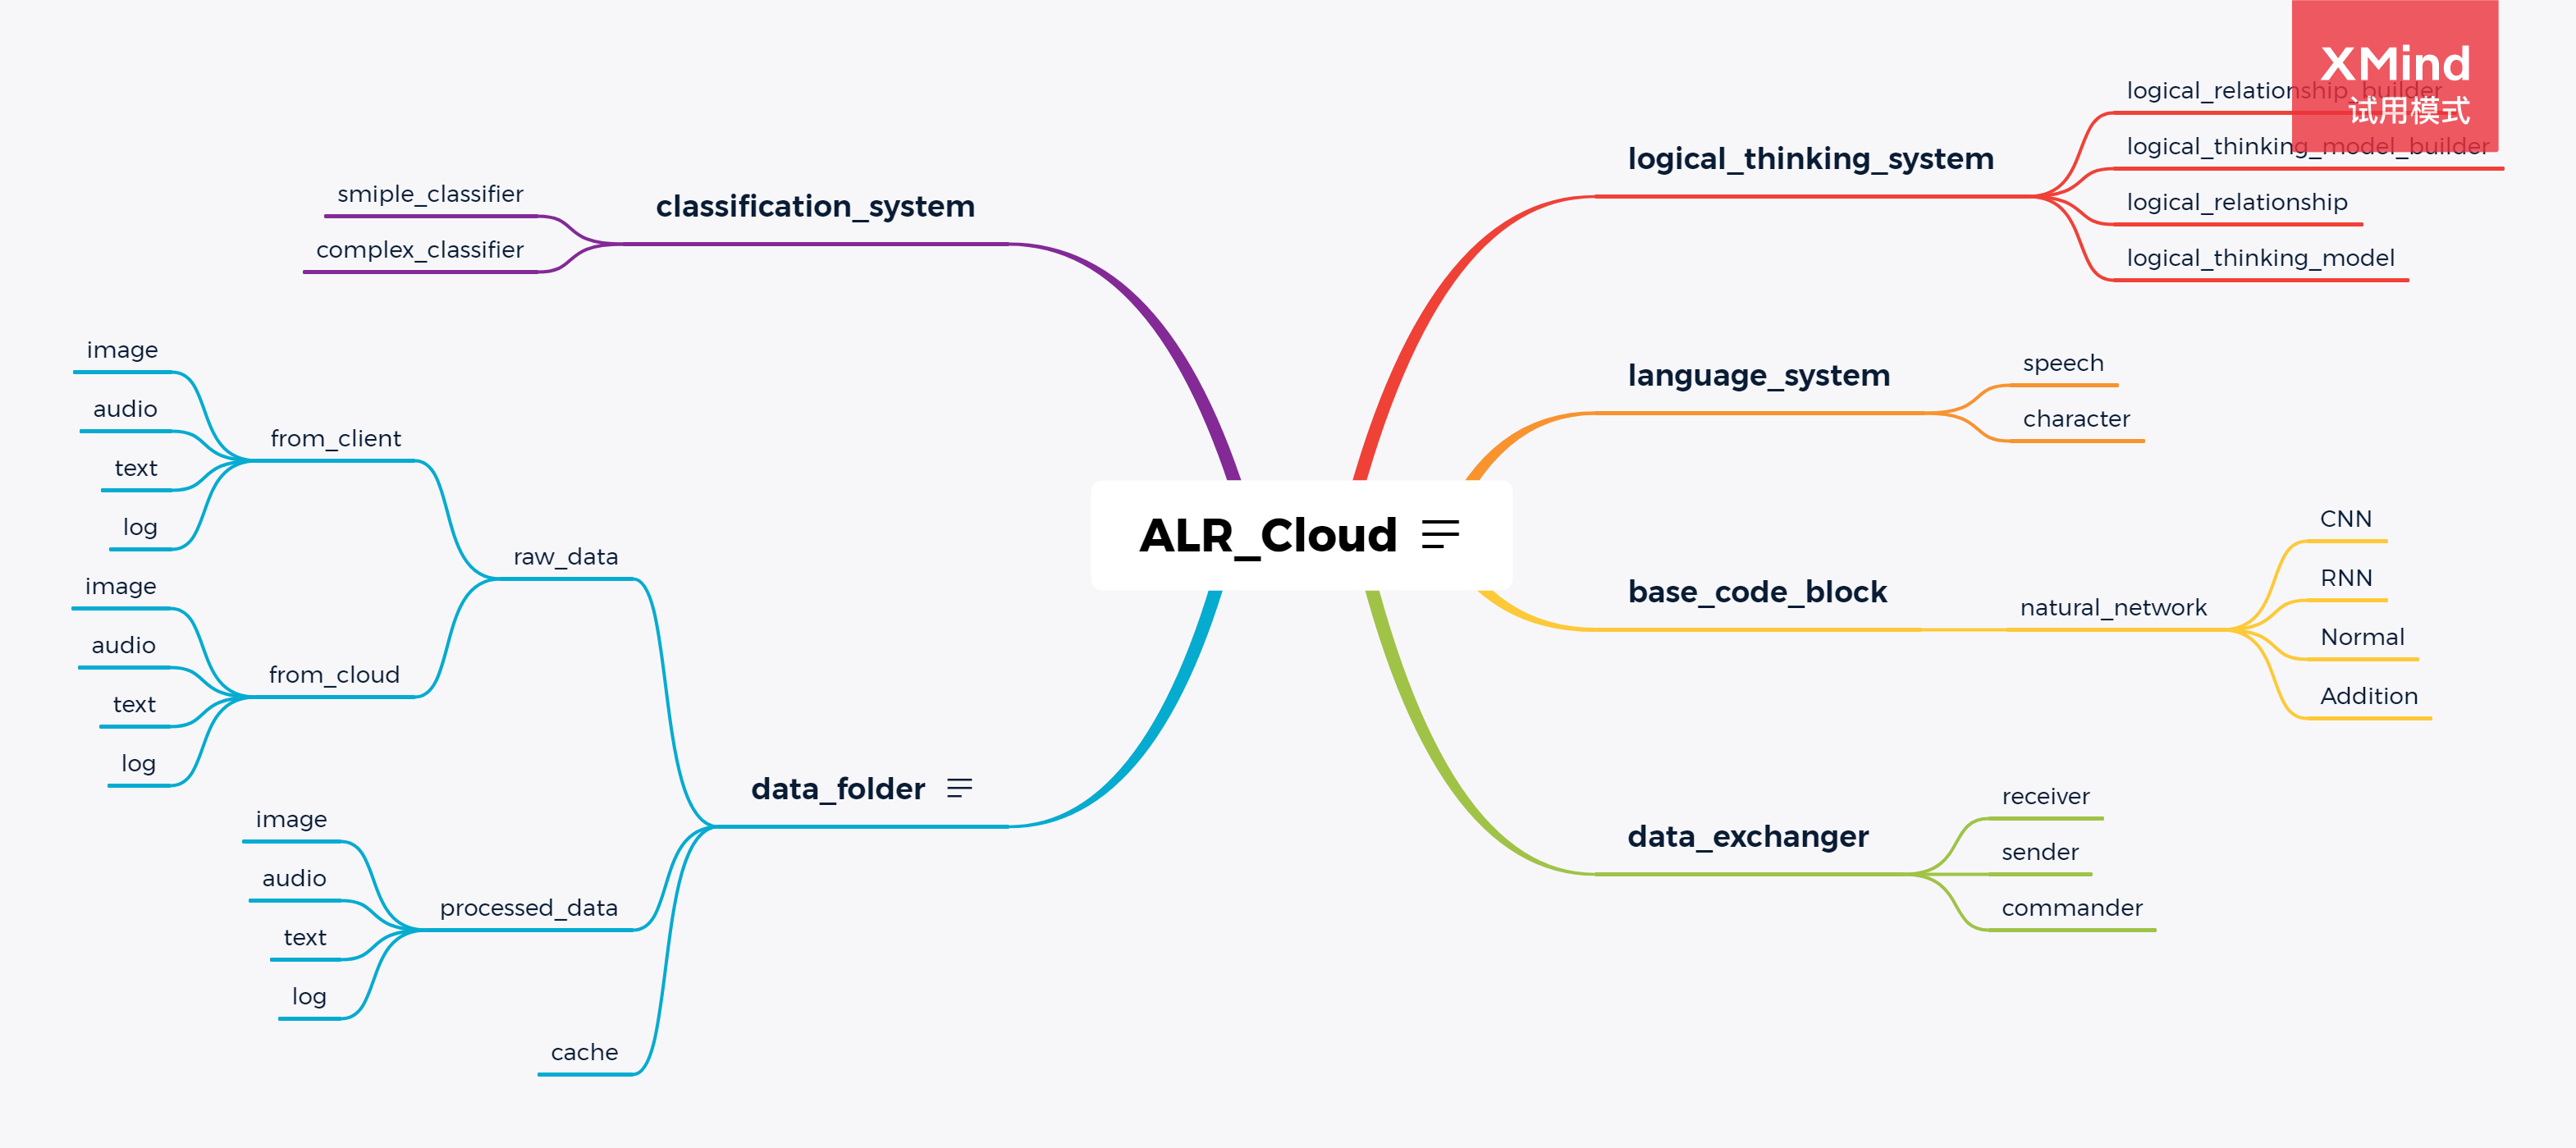 XMind
试用模式
logical_relationship_builder
logical_thinking_model_builder
logical_thinking_system
logical_relationship
logical_thinking_model
classification_system
smiple_classifier
complex_classifier
language_system
speech
character
ALR_Cloud
base_code_block
natural_network
CNN
RNN
Normal
Addition
data_exchanger
receiver
sender
commander
data_folder
raw_data
from_client
image
audio
text
log
from_cloud
image
audio
text
log
processed_data
image
audio
text
log
cache